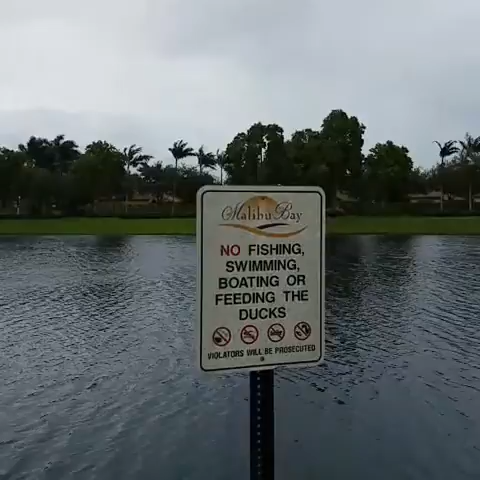 Malibu Bay
NO FISHING,
SWIMMING,
BOATING OR
FEEDING THE
DUCKS
VIOLATORS WILL BE PROSECUTED